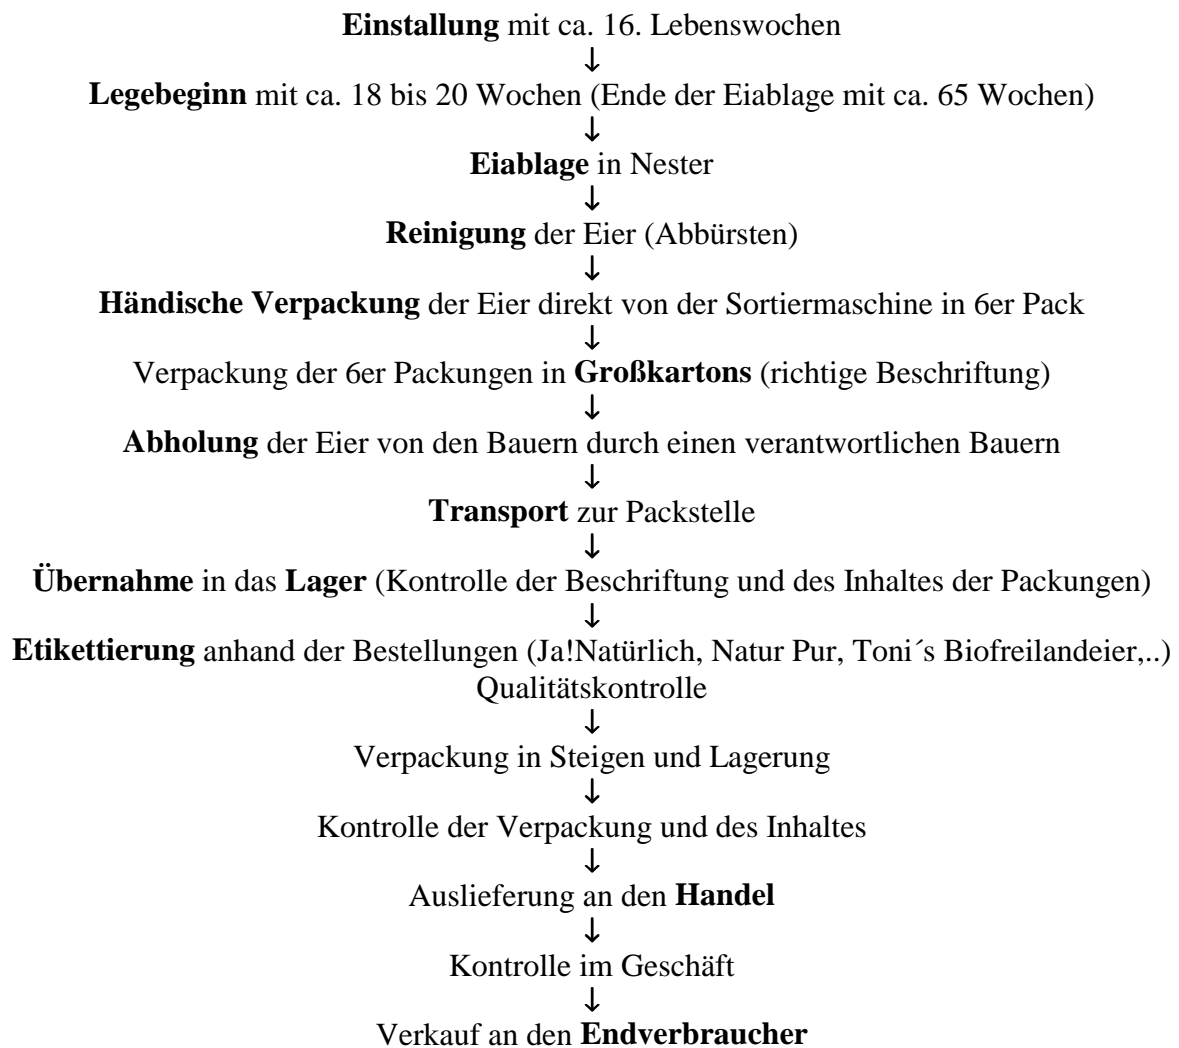 Einstallung mit ca. 16. Lebenswochen
↓
Legebeginn mit ca. 18 bis 20 Wochen (Ende der Eiablage mit ca. 65 Wochen)
↓
Eiablage in Nester
↓
Reinigung der Eier (Abbürsten)
↓
Händische Verpackung der Eier direkt von der Sortiermaschine in 6er Pack
↓
Verpackung der 6er Packungen in Großkartons (richtige Beschriftung)
↓
Abholung der Eier von den Bauern durch einen verantwortlichen Bauern
↓
Transport zur Packstelle
↓
Übernahme in das Lager (Kontrolle der Beschriftung und des Inhaltes der Packungen)
↓
Etikettierung anhand der Bestellungen (Ja!Natürlich, Natur Pur, Toni´s Biofreilandeier,..)
Qualitätskontrolle
↓
Verpackung in Steigen und Lagerung
↓
Kontrolle der Verpackung und des Inhaltes
↓
Auslieferung an den Handel
↓
Kontrolle im Geschäft
↓
Verkauf an den Endverbraucher